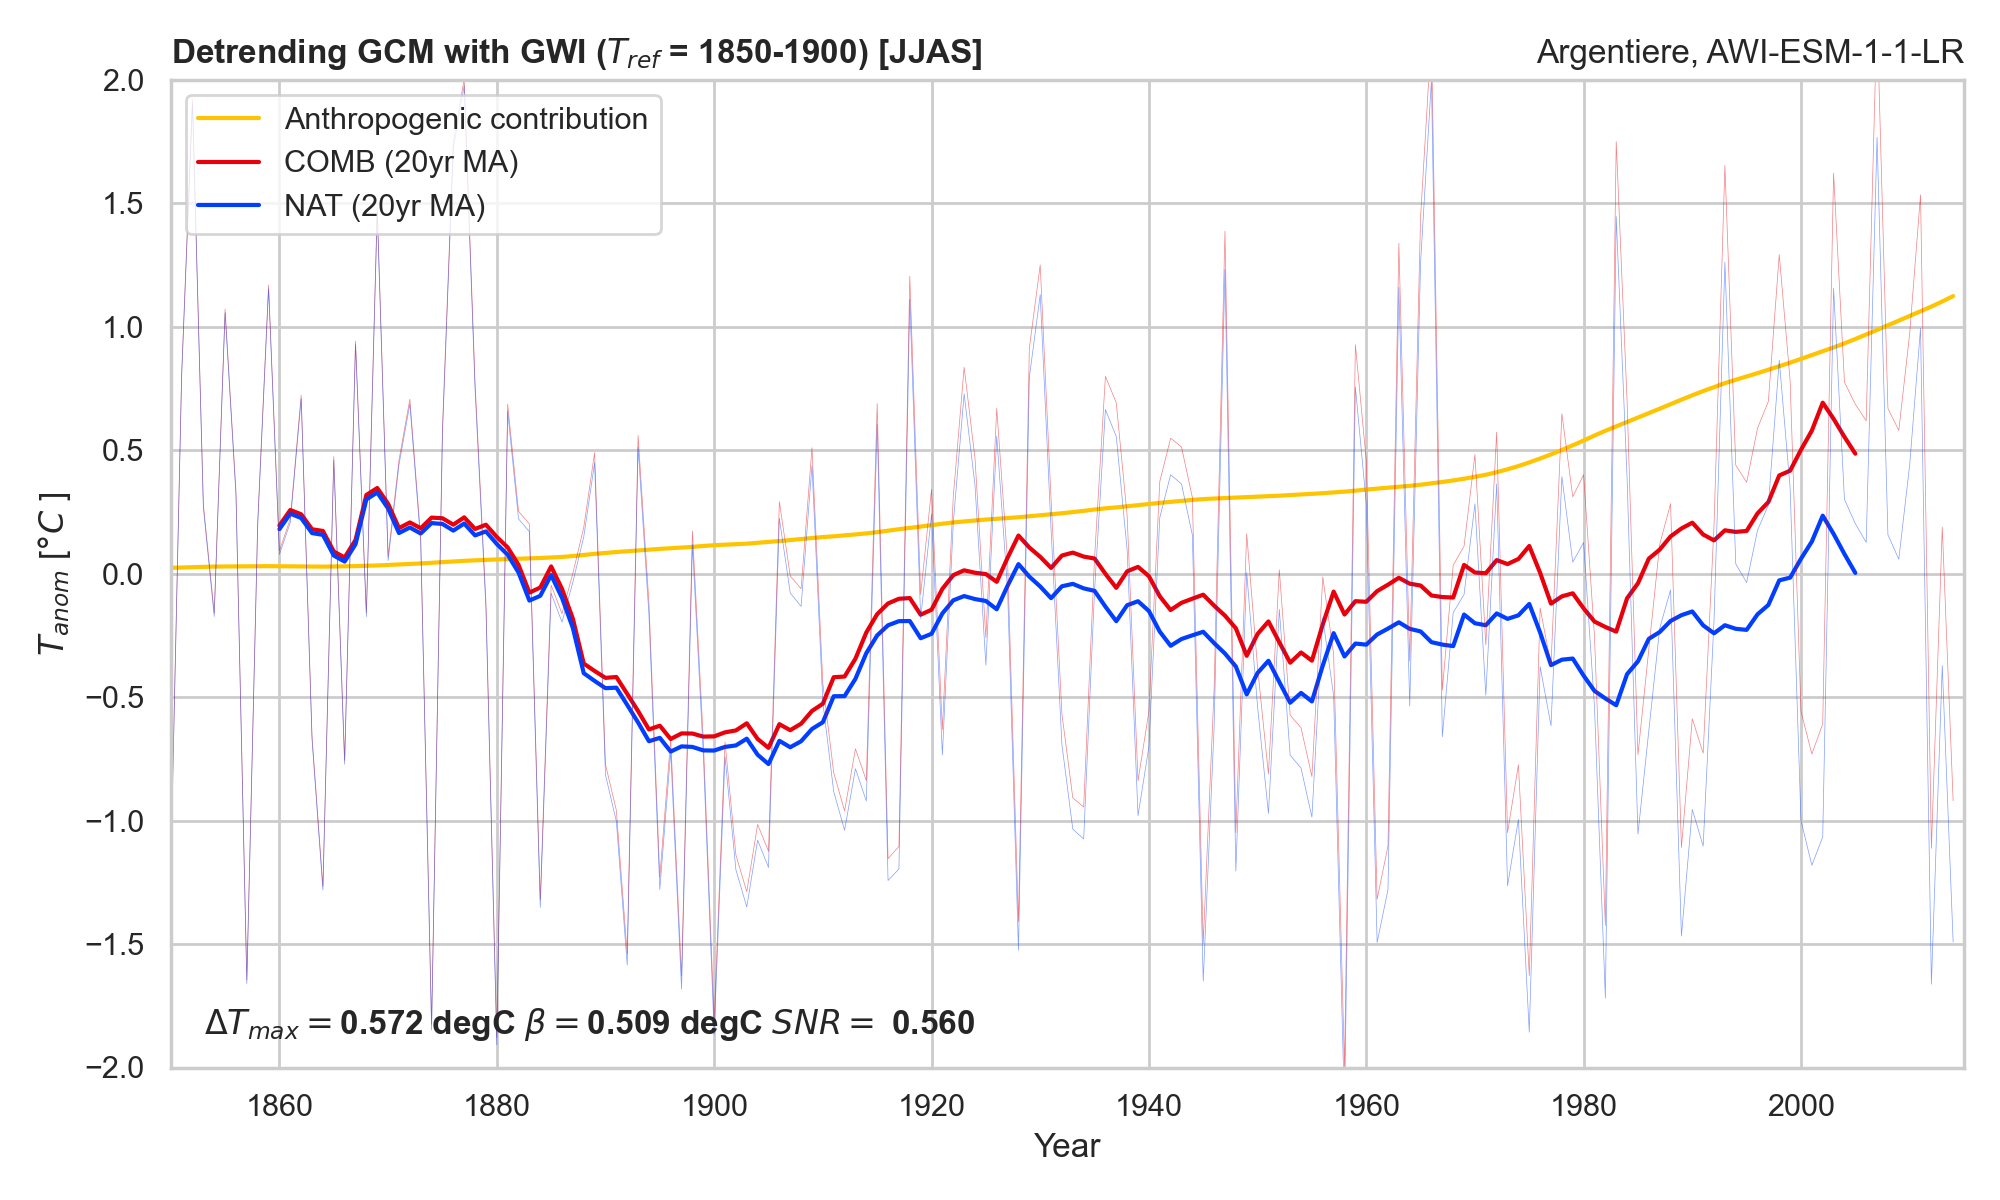 Detrending GCM with GWI (T_ref = 1850-1900) [JJAS]
Argentiere, AWI-ESM-1-1-LR
2.0
1.5
1.0
0.5
0.0
−0.5
−1.0
−1.5
−2.0
T_anom [°C]
Anthropogenic contribution
COMB (20yr MA)
NAT (20yr MA)
ΔT_max = 0.572 degC β = 0.509 degC SNR = 0.560
1860 1880 1900 1920 1940 1960 1980 2000
Year